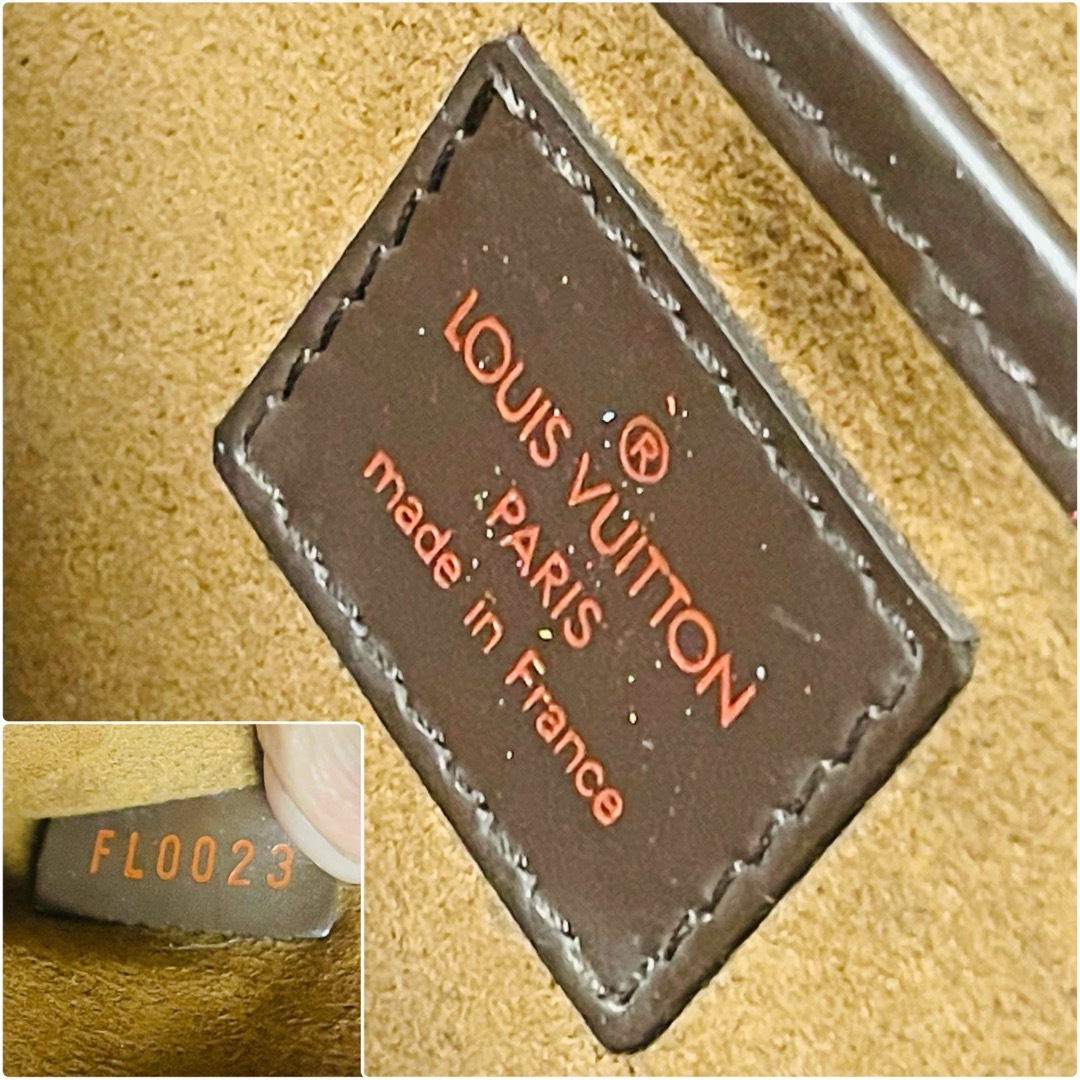 ®
LOUIS VUITTON
PARIS
made in France
FL0023